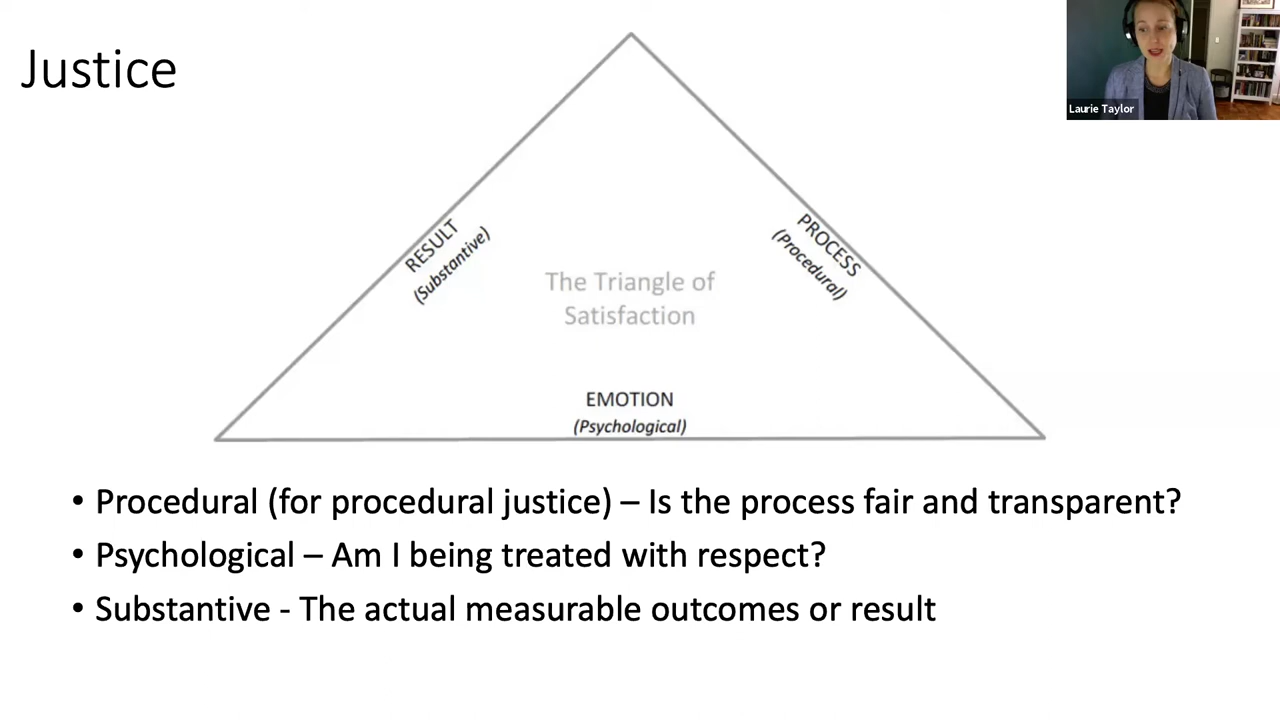 Justice
Laurie Taylor
RESULT
(Substantive)
PROCESS
(Procedural)
The Triangle of
Satisfaction
EMOTION
(Psychological)
• Procedural (for procedural justice) – Is the process fair and transparent?
• Psychological – Am I being treated with respect?
• Substantive - The actual measurable outcomes or result